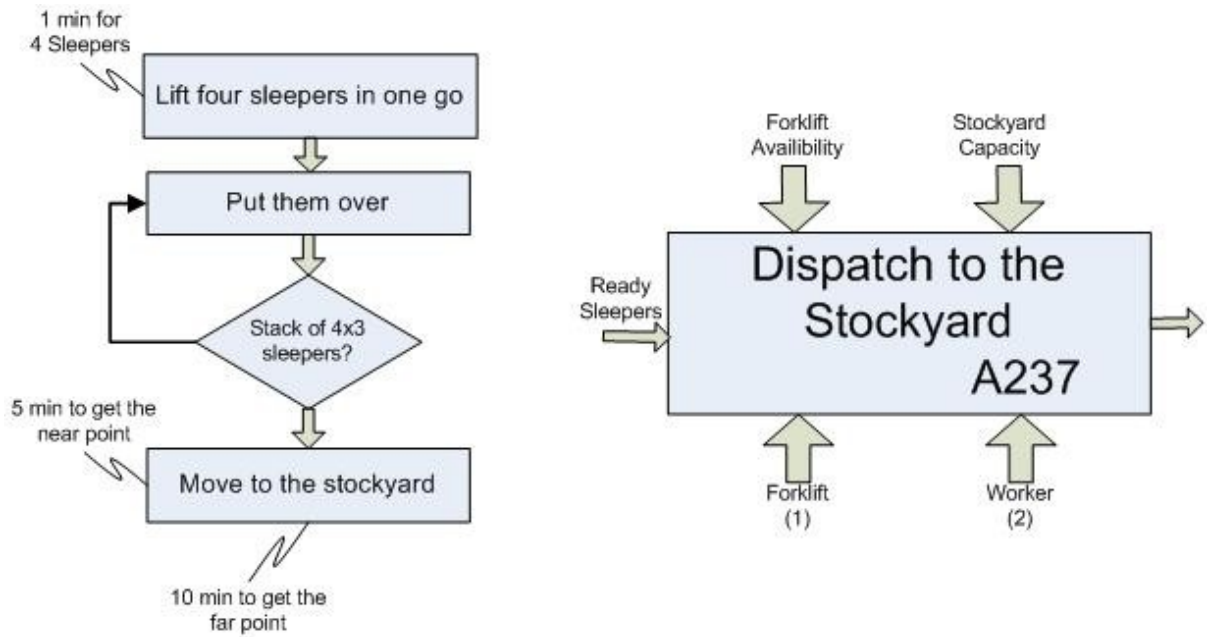 1 min for
4 Sleepers
Lift four sleepers in one go
Put them over
Stack of 4x3
sleepers?
5 min to get the
near point
Move to the stockyard
10 min to get the
far point
Forklift
Availibility
Stockyard
Capacity
Ready
Sleepers
Dispatch to the
Stockyard
A237
Forklift
(1)
Worker
(2)